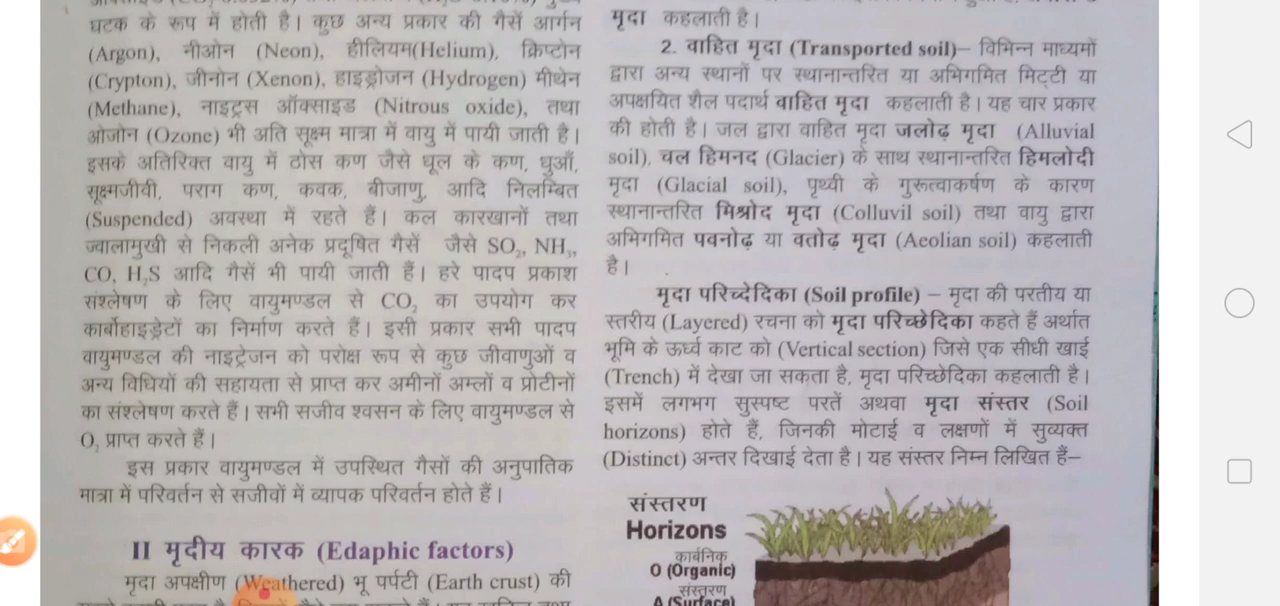 घटक के रूप में होती है। कुछ अन्य प्रकार की गैसें आर्गन
(Argon), नीओन (Neon), हीलियम(Helium), क्रिप्टोन
(Crypton), जीनोन (Xenon), हाइड्रोजन (Hydrogen) मीथेन
(Methane), नाइट्रस ऑक्साइड (Nitrous oxide), तथा
ओजोन (Ozone) भी अति सूक्ष्म मात्रा में वायु में पायी जाती है।
इसके अतिरिक्त वायु में ठोस कण जैसे धूल के कण, धुआँ,
सूक्ष्मजीवी, पराग कण, कवक, बीजाणु, आदि निलम्बित
(Suspended) अवस्था में रहते हैं। कल कारखानों तथा
ज्वालामुखी से निकली अनेक प्रदूषित गैसें जैसे SO₂, NH₃,
CO, H₂S आदि गैसें भी पायी जाती हैं। हरे पादप प्रकाश
संश्लेषण के लिए वायुमण्डल से CO₂ का उपयोग कर
कार्बोहाइड्रेटों का निर्माण करते हैं। इसी प्रकार सभी पादप
वायुमण्डल की नाइट्रेजन को परोक्ष रूप से कुछ जीवाणुओं व
अन्य विधियों की सहायता से प्राप्त कर अमीनों अम्लों व प्रोटीनों
का संश्लेषण करते हैं। सभी सजीव श्वसन के लिए वायुमण्डल से
O₂ प्राप्त करते हैं।
इस प्रकार वायुमण्डल में उपस्थित गैसों की अनुपातिक
मात्रा में परिवर्तन से सजीवों में व्यापक परिवर्तन होते हैं।
II मृदीय कारक (Edaphic factors)
मृदा अपक्षीण (Weathered) भू पर्पटी (Earth crust) की
मृदा कहलाती है।
2. वाहित मृदा (Transported soil)– विभिन्न माध्यमों
द्वारा अन्य स्थानों पर स्थानान्तरित या अभिगमित मिट्टी या
अपक्षयित शैल पदार्थ वाहित मृदा कहलाती है। यह चार प्रकार
की होती है। जल द्वारा वाहित मृदा जलोढ़ मृदा (Alluvial
soil), चल हिमनद (Glacier) के साथ स्थानान्तरित हिमलोदी
मृदा (Glacial soil), पृथ्वी के गुरूत्वाकर्षण के कारण
स्थानान्तरित मिश्रोद मृदा (Colluvil soil) तथा वायु द्वारा
अभिगमित पवनोढ़ या वतोढ़ मृदा (Aeolian soil) कहलाती
है।
मृदा परिच्देदिका (Soil profile) – मृदा की परतीय या
स्तरीय (Layered) रचना को मृदा परिच्छेदिका कहते हैं अर्थात
भूमि के ऊर्ध्व काट को (Vertical section) जिसे एक सीधी खाई
(Trench) में देखा जा सकता है, मृदा परिच्छेदिका कहलाती है।
इसमें लगभग सुस्पष्ट परतें अथवा मृदा संस्तर (Soil
horizons) होते हैं, जिनकी मोटाई व लक्षणों में सुव्यक्त
(Distinct) अन्तर दिखाई देता है। यह संस्तर निम्न लिखित हैं–
संस्तरण
Horizons
कार्बनिक
O (Organic)
संस्तरण
A (Surface)